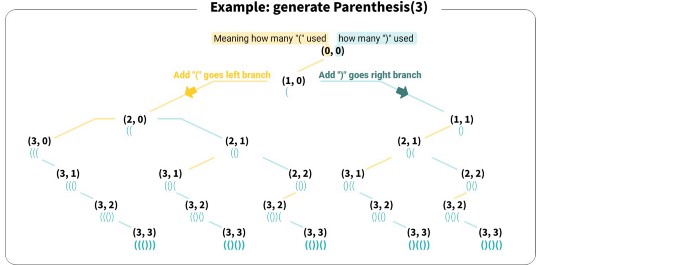 Example: generate Parenthesis(3)
Meaning how many "(" used how many ")" used
(0, 0)
Add "(" goes left branch (1, 0) Add ")" goes right branch
(
(2, 0) (1, 1)
(( ()
(3, 0) (2, 1) (2, 1)
((( (() ()(
(3, 1) (3, 1) (2, 2) (3, 1) (2, 2)
((() (()( (()) ()(( ()()
(3, 2) (3, 2) (3, 2) (3, 2) (3, 2)
((()) (()() (())( ()(() ()()(
(3, 3) (3, 3) (3, 3) (3, 3) (3, 3)
((())) (()()) (())() ()(()) ()()()